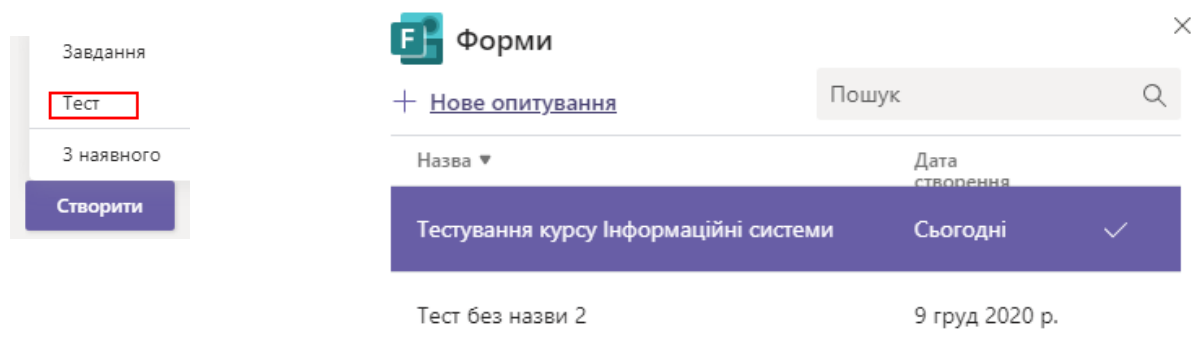 Завдання
Тест
З наявного
Створити
Форми
+ Нове опитування
Пошук
Назва ▼ Дата створення
Тестування курсу Інформаційні системи Сьогодні
Тест без назви 2 9 груд 2020 р.